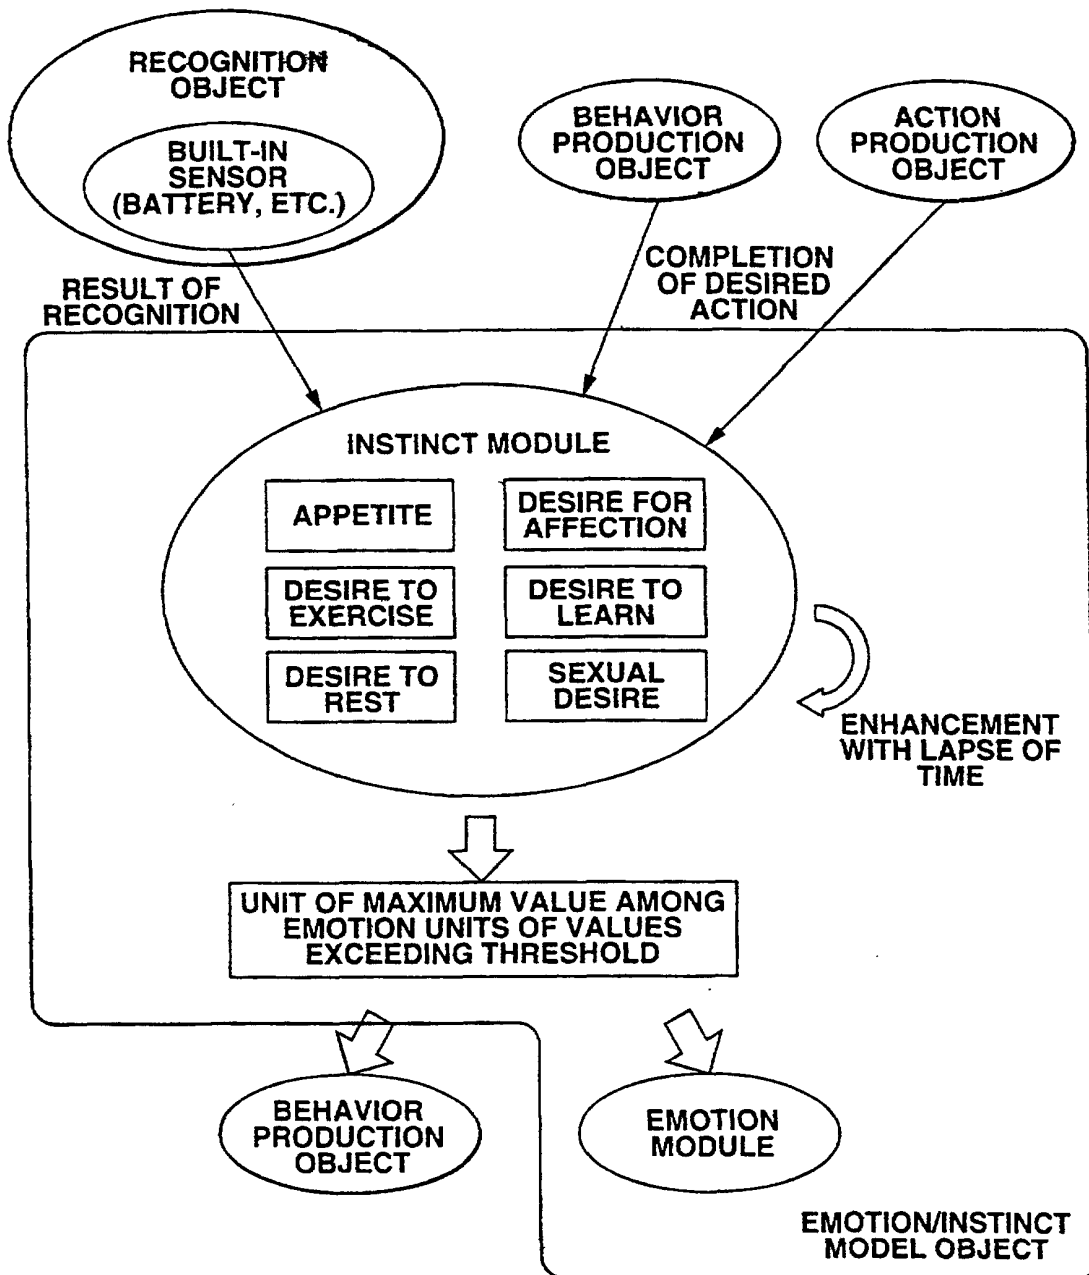 RECOGNITION
OBJECT
BUILT-IN
SENSOR
(BATTERY, ETC.)
BEHAVIOR
PRODUCTION
OBJECT
ACTION
PRODUCTION
OBJECT
RESULT OF
RECOGNITION
COMPLETION
OF DESIRED
ACTION
INSTINCT MODULE
APPETITE
DESIRE FOR
AFFECTION
DESIRE TO
EXERCISE
DESIRE TO
LEARN
DESIRE TO
REST
SEXUAL
DESIRE
ENHANCEMENT
WITH LAPSE OF
TIME
UNIT OF MAXIMUM VALUE AMONG
EMOTION UNITS OF VALUES
EXCEEDING THRESHOLD
BEHAVIOR
PRODUCTION
OBJECT
EMOTION
MODULE
EMOTION/INSTINCT
MODEL OBJECT